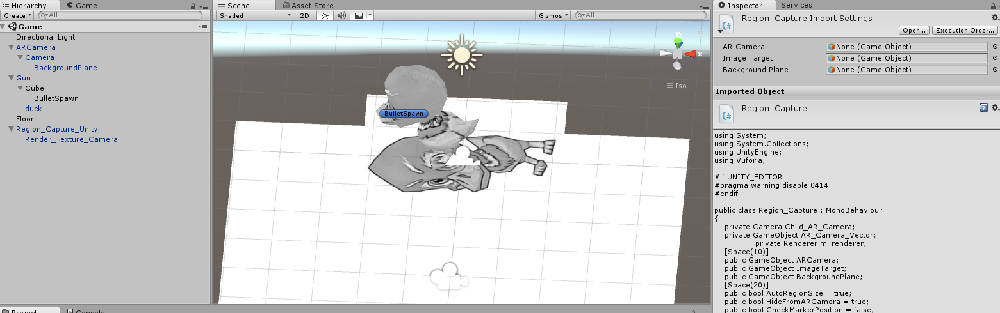 Hierarchy
Game
Create
All
Game
Directional Light
ARCamera
Camera
BackgroundPlane
Gun
Cube
BulletSpawn
duck
Floor
Region_Capture_Unity
Render_Texture_Camera
Project
Console
Scene
Asset Store
Shaded
2D
Gizmos
All
Iso
x
BulletSpawn
Inspector
Services
Region_Capture Import Settings
C#
Open...
Execution Order...
AR Camera
None (Game Object)
Image Target
None (Game Object)
Background Plane
None (Game Object)
Imported Object
Region_Capture
C#
using System;
using System.Collections;
using UnityEngine;
using Vuforia;
#if UNITY_EDITOR
#pragma warning disable 0414
#endif
public class Region_Capture : MonoBehaviour
{
private Camera Child_AR_Camera;
private GameObject AR_Camera_Vector;
private Renderer m_renderer;
[Space(10)]
public GameObject ARCamera;
public GameObject ImageTarget;
public GameObject BackgroundPlane;
[Space(20)]
public bool AutoRegionSize = true;
public bool HideFromARCamera = true;
public bool CheckMarkerPosition = false;